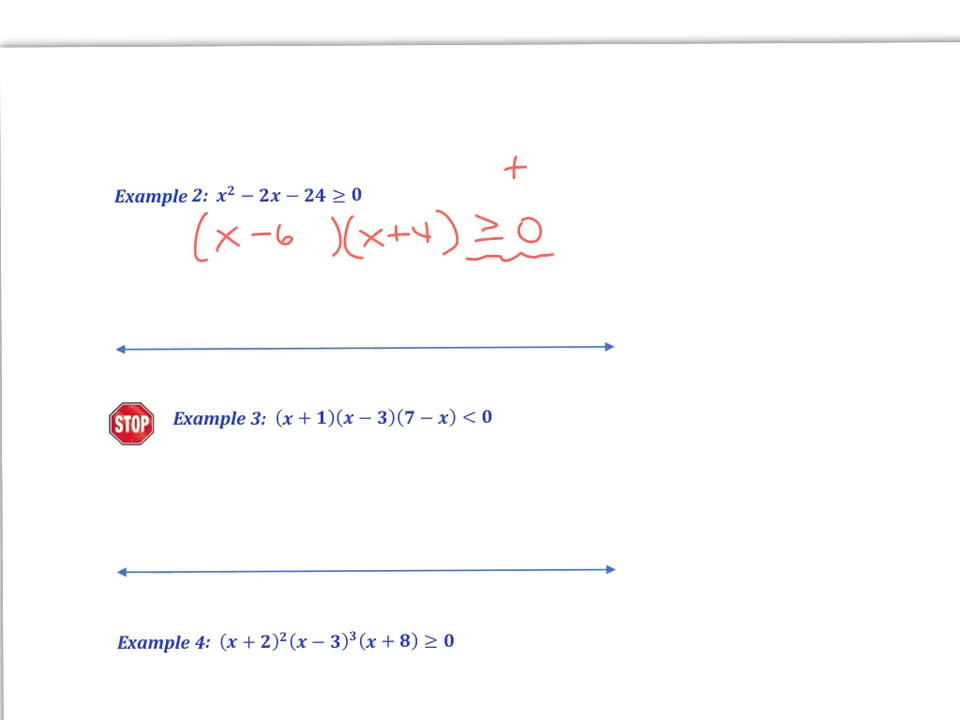 +
Example 2: x² − 2x − 24 ≥ 0
(x − 6 )(x + 4) ≥ 0
STOP
Example 3: (x + 1)(x − 3)(7 − x) < 0
Example 4: (x + 2)²(x − 3)³(x + 8) ≥ 0